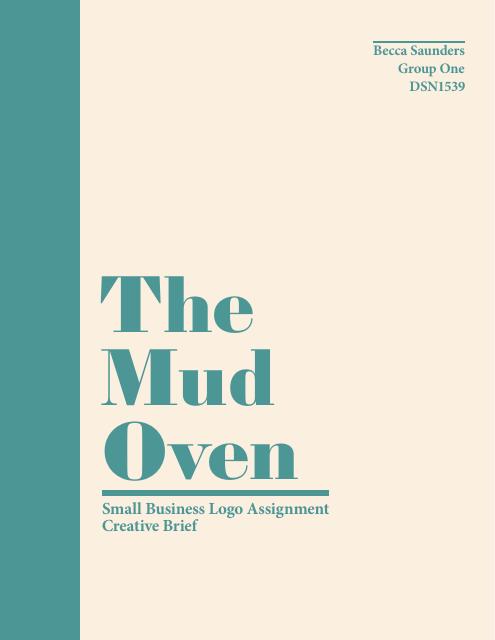 Becca Saunders
Group One
DSN1539
The
Mud
Oven
Small Business Logo Assignment
Creative Brief